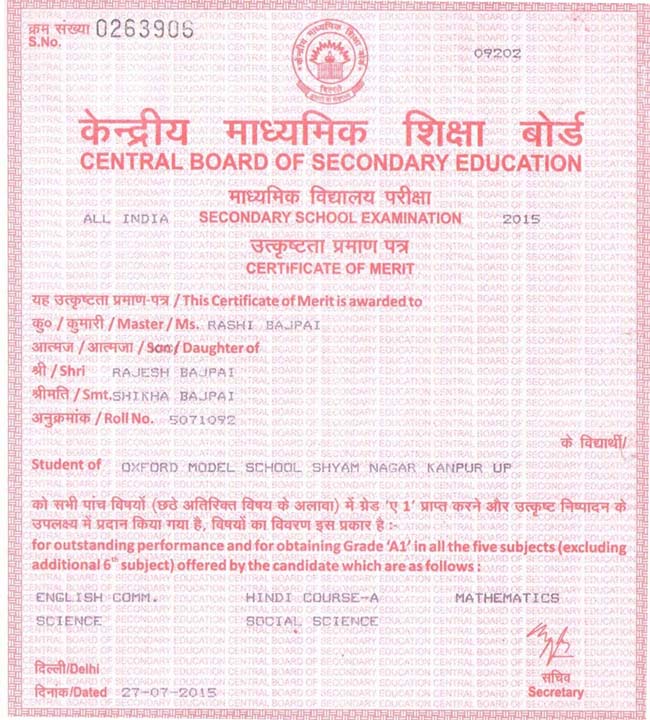 क्रम संख्या 0263906
S.No.
09202
केन्द्रीय माध्यमिक शिक्षा बोर्ड
CENTRAL BOARD OF SECONDARY EDUCATION
माध्यमिक विद्यालय परीक्षा
ALL INDIA SECONDARY SCHOOL EXAMINATION 2015
उत्कृष्टता प्रमाण पत्र
CERTIFICATE OF MERIT
यह उत्कृष्टता प्रमाण-पत्र / This Certificate of Merit is awarded to
कु० / कुमारी / Master / Ms. RASHI BAJPAI
आत्मज / आत्मजा / Son/ Daughter of
श्री / Shri RAJESH BAJPAI
श्रीमति / Smt. SHIKHA BAJPAI
अनुक्रमांक / Roll No. 5071092
के विद्यार्थी/
Student of OXFORD MODEL SCHOOL SHYAM NAGAR KANPUR UP
को सभी पांच विषयों (छठे अतिरिक्त विषय के अलावा) में ग्रेड 'ए 1' प्राप्त करने और उत्कृष्ट निष्पादन के
उपलक्ष्य में प्रदान किया गया है, विषयों का विवरण इस प्रकार है :-
for outstanding performance and for obtaining Grade 'A1' in all the five subjects (excluding
additional 6th subject) offered by the candidate which are as follows :
ENGLISH COMM. HINDI COURSE-A MATHEMATICS
SCIENCE SOCIAL SCIENCE
दिल्ली/Delhi
सचिव
दिनांक/Dated 27-07-2015 Secretary